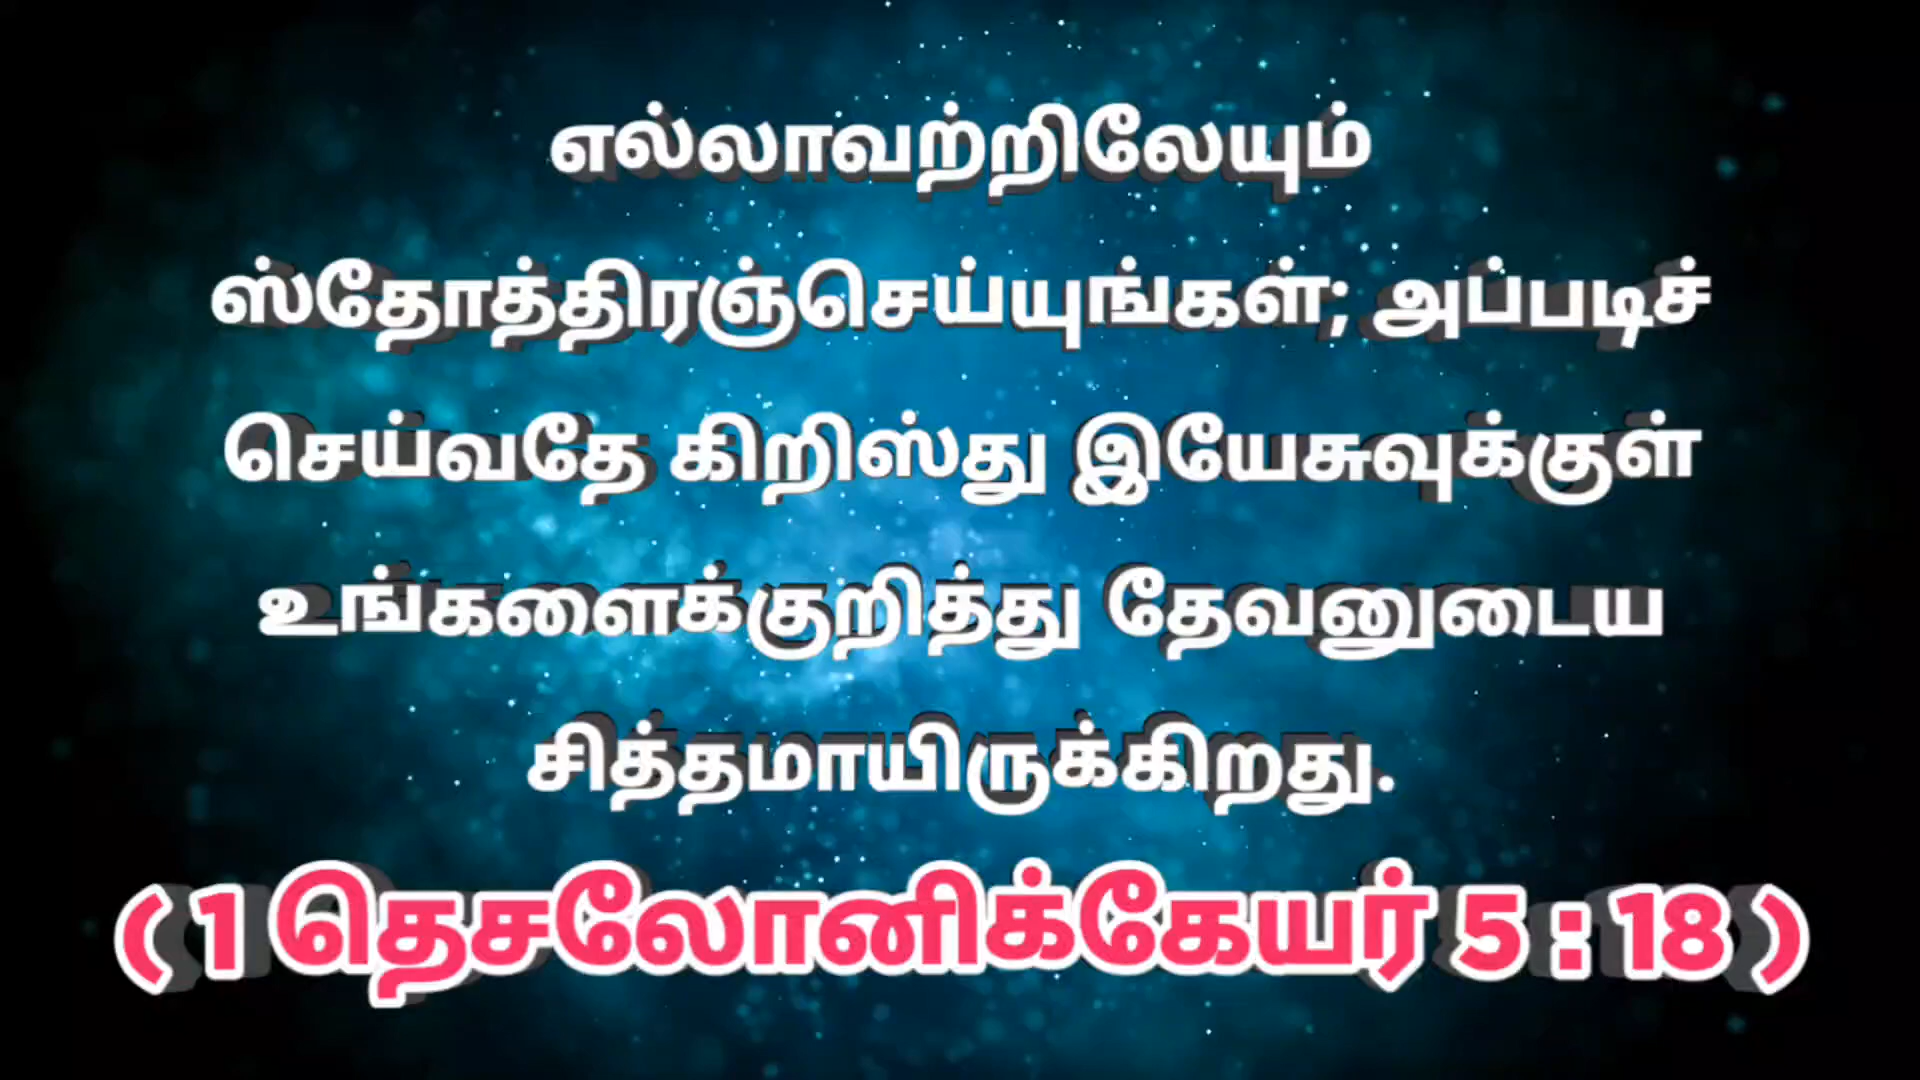 எல்லாவற்றிலேயும்
ஸ்தோத்திரஞ்செய்யுங்கள்; அப்படிச்
செய்வதே கிறிஸ்து இயேசுவுக்குள்
உங்களைக்குறித்து தேவனுடைய
சித்தமாயிருக்கிறது.
( 1 தெசலோனிக்கேயர் 5 : 18 )